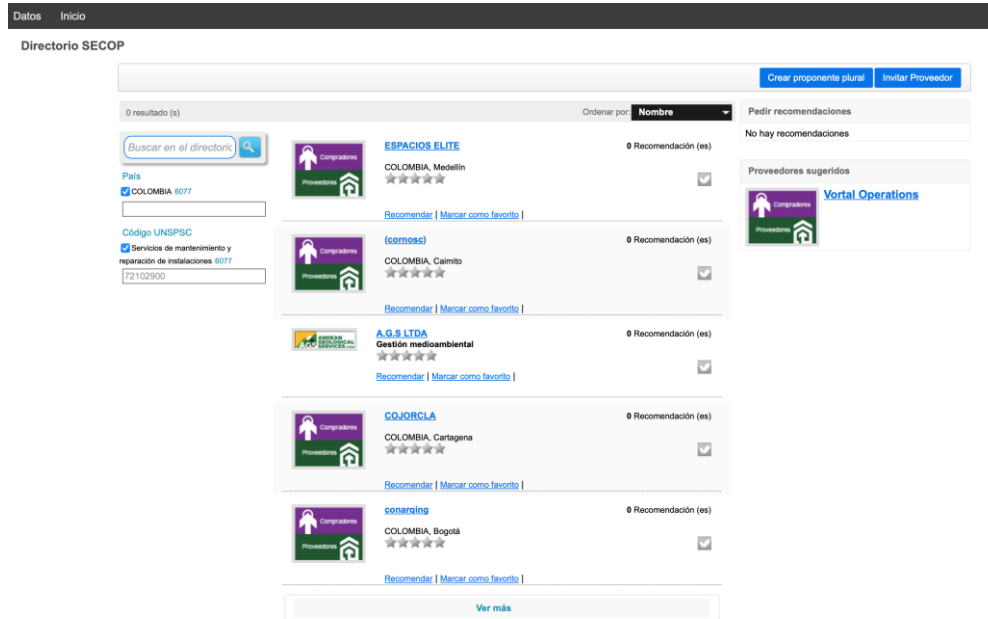 Datos Inicio
Directorio SECOP
Crear proponente plural Invitar Proveedor
0 resultado (s)
Ordenar por: Nombre
Buscar en el directoric
País
COLOMBIA 6077
Código UNSPSC
Servicios de mantenimiento y
reparación de instalaciones 6077
72102900
Compradores
Proveedores
ESPACIOS ELITE
0 Recomendación (es)
COLOMBIA, Medellín
Recomendar | Marcar como favorito |
Compradores
Proveedores
(cornosc)
0 Recomendación (es)
COLOMBIA, Caimito
Recomendar | Marcar como favorito |
AGS ANDEAN
GEOLOGICAL
SERVICES
A.G.S LTDA
0 Recomendación (es)
Gestión medioambiental
Recomendar | Marcar como favorito |
Compradores
Proveedores
COJORCLA
0 Recomendación (es)
COLOMBIA, Cartagena
Recomendar | Marcar como favorito |
Compradores
Proveedores
conarqing
0 Recomendación (es)
COLOMBIA, Bogotá
Recomendar | Marcar como favorito |
Ver más
Pedir recomendaciones
No hay recomendaciones
Proveedores sugeridos
Compradores
Proveedores
Vortal Operations